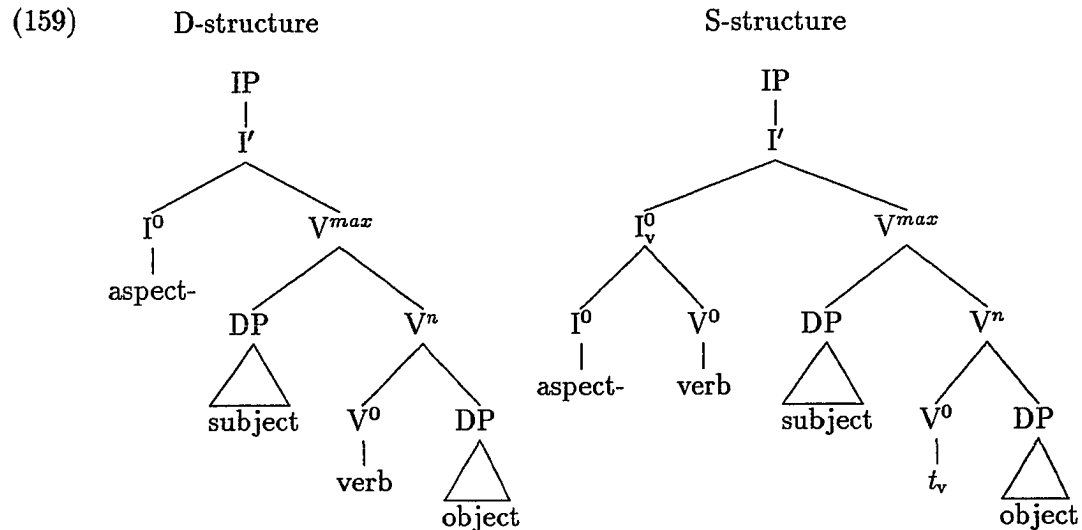 (159) D-structure S-structure
IP IP
I′ I′
I⁰ Vᵐᵃˣ I⁰ᵥ Vᵐᵃˣ
aspect-
DP Vⁿ I⁰ V⁰ DP Vⁿ
aspect- verb
subject V⁰ DP subject V⁰ DP
verb tᵥ
object object